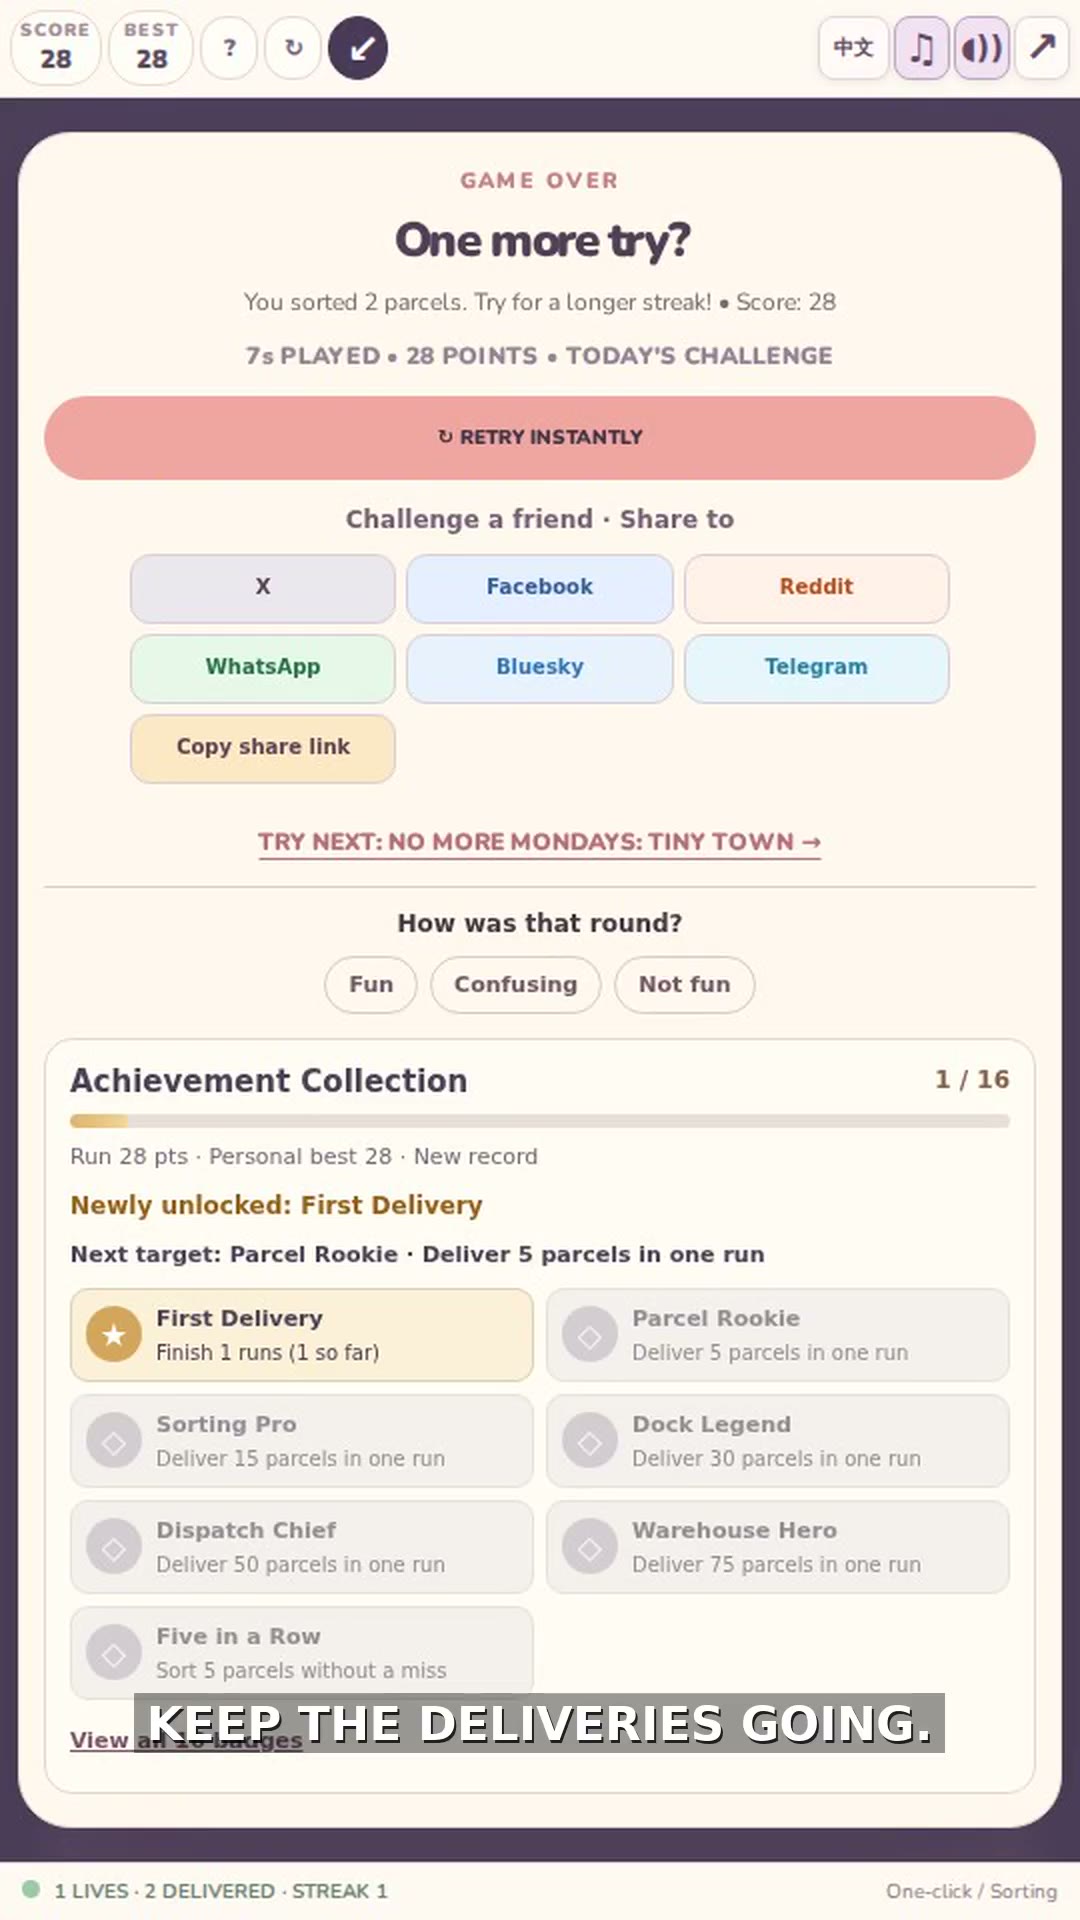 SCORE
28
BEST
28
?
↻
↙
中文
♫
↗
GAME OVER
One more try?
You sorted 2 parcels. Try for a longer streak! • Score: 28
7s PLAYED • 28 POINTS • TODAY'S CHALLENGE
↻ RETRY INSTANTLY
Challenge a friend · Share to
X
Facebook
Reddit
WhatsApp
Bluesky
Telegram
Copy share link
TRY NEXT: NO MORE MONDAYS: TINY TOWN →
How was that round?
Fun
Confusing
Not fun
Achievement Collection
1 / 16
Run 28 pts · Personal best 28 · New record
Newly unlocked: First Delivery
Next target: Parcel Rookie · Deliver 5 parcels in one run
First Delivery
Finish 1 runs (1 so far)
Parcel Rookie
Deliver 5 parcels in one run
Sorting Pro
Deliver 15 parcels in one run
Dock Legend
Deliver 30 parcels in one run
Dispatch Chief
Deliver 50 parcels in one run
Warehouse Hero
Deliver 75 parcels in one run
Five in a Row
Sort 5 parcels without a miss
KEEP THE DELIVERIES GOING.
View all 16 badges
1 LIVES · 2 DELIVERED · STREAK 1
One-click / Sorting